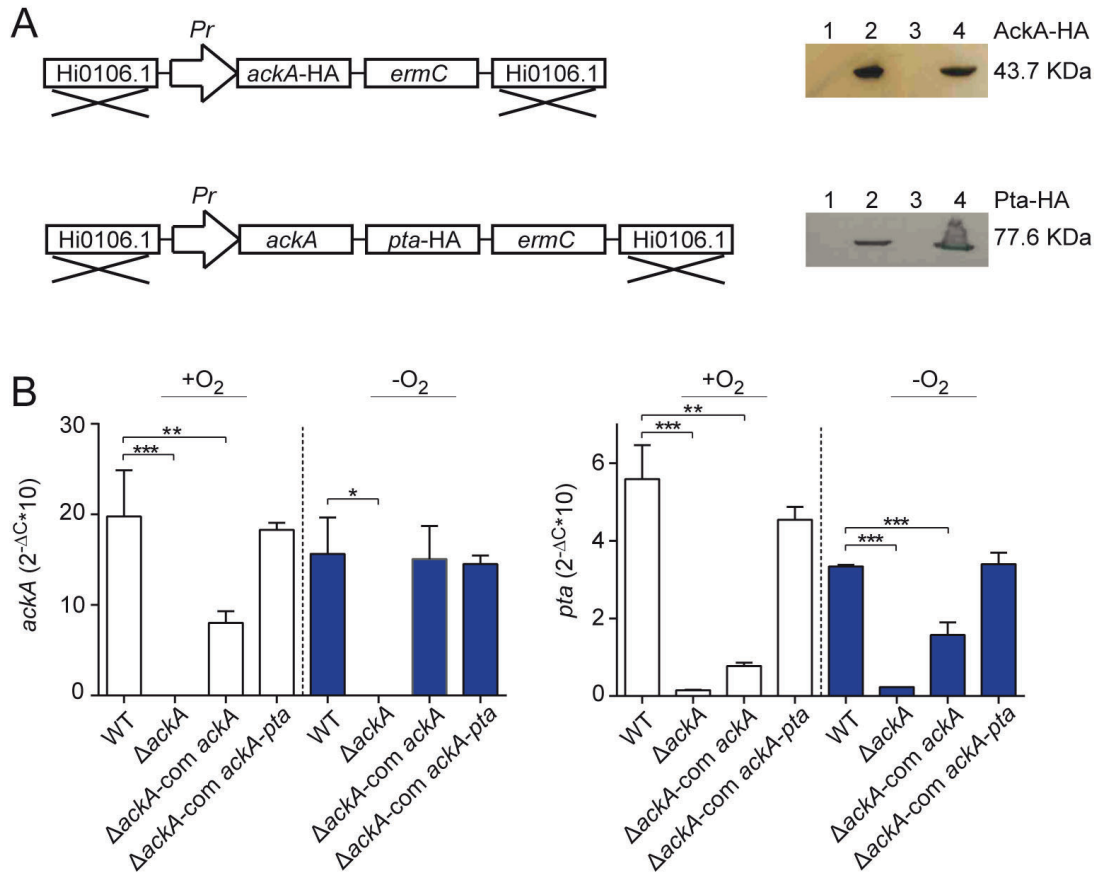 A
Pr
Hi0106.1 ackA-HA ermC Hi0106.1
1 2 3 4 AckA-HA
43.7 KDa
Pr
Hi0106.1 ackA pta-HA ermC Hi0106.1
1 2 3 4 Pta-HA
77.6 KDa
B
+O2 -O2
ackA (2-ΔC*10)
30
20
10
0
**
***
*
WT
ΔackA
ΔackA-com ackA
ΔackA-com ackA-pta
WT
ΔackA
ΔackA-com ackA
ΔackA-com ackA-pta
+O2 -O2
pta (2-ΔC*10)
6
4
2
0
**
***
***
***
WT
ΔackA
ΔackA-com ackA
ΔackA-com ackA-pta
WT
ΔackA
ΔackA-com ackA
ΔackA-com ackA-pta